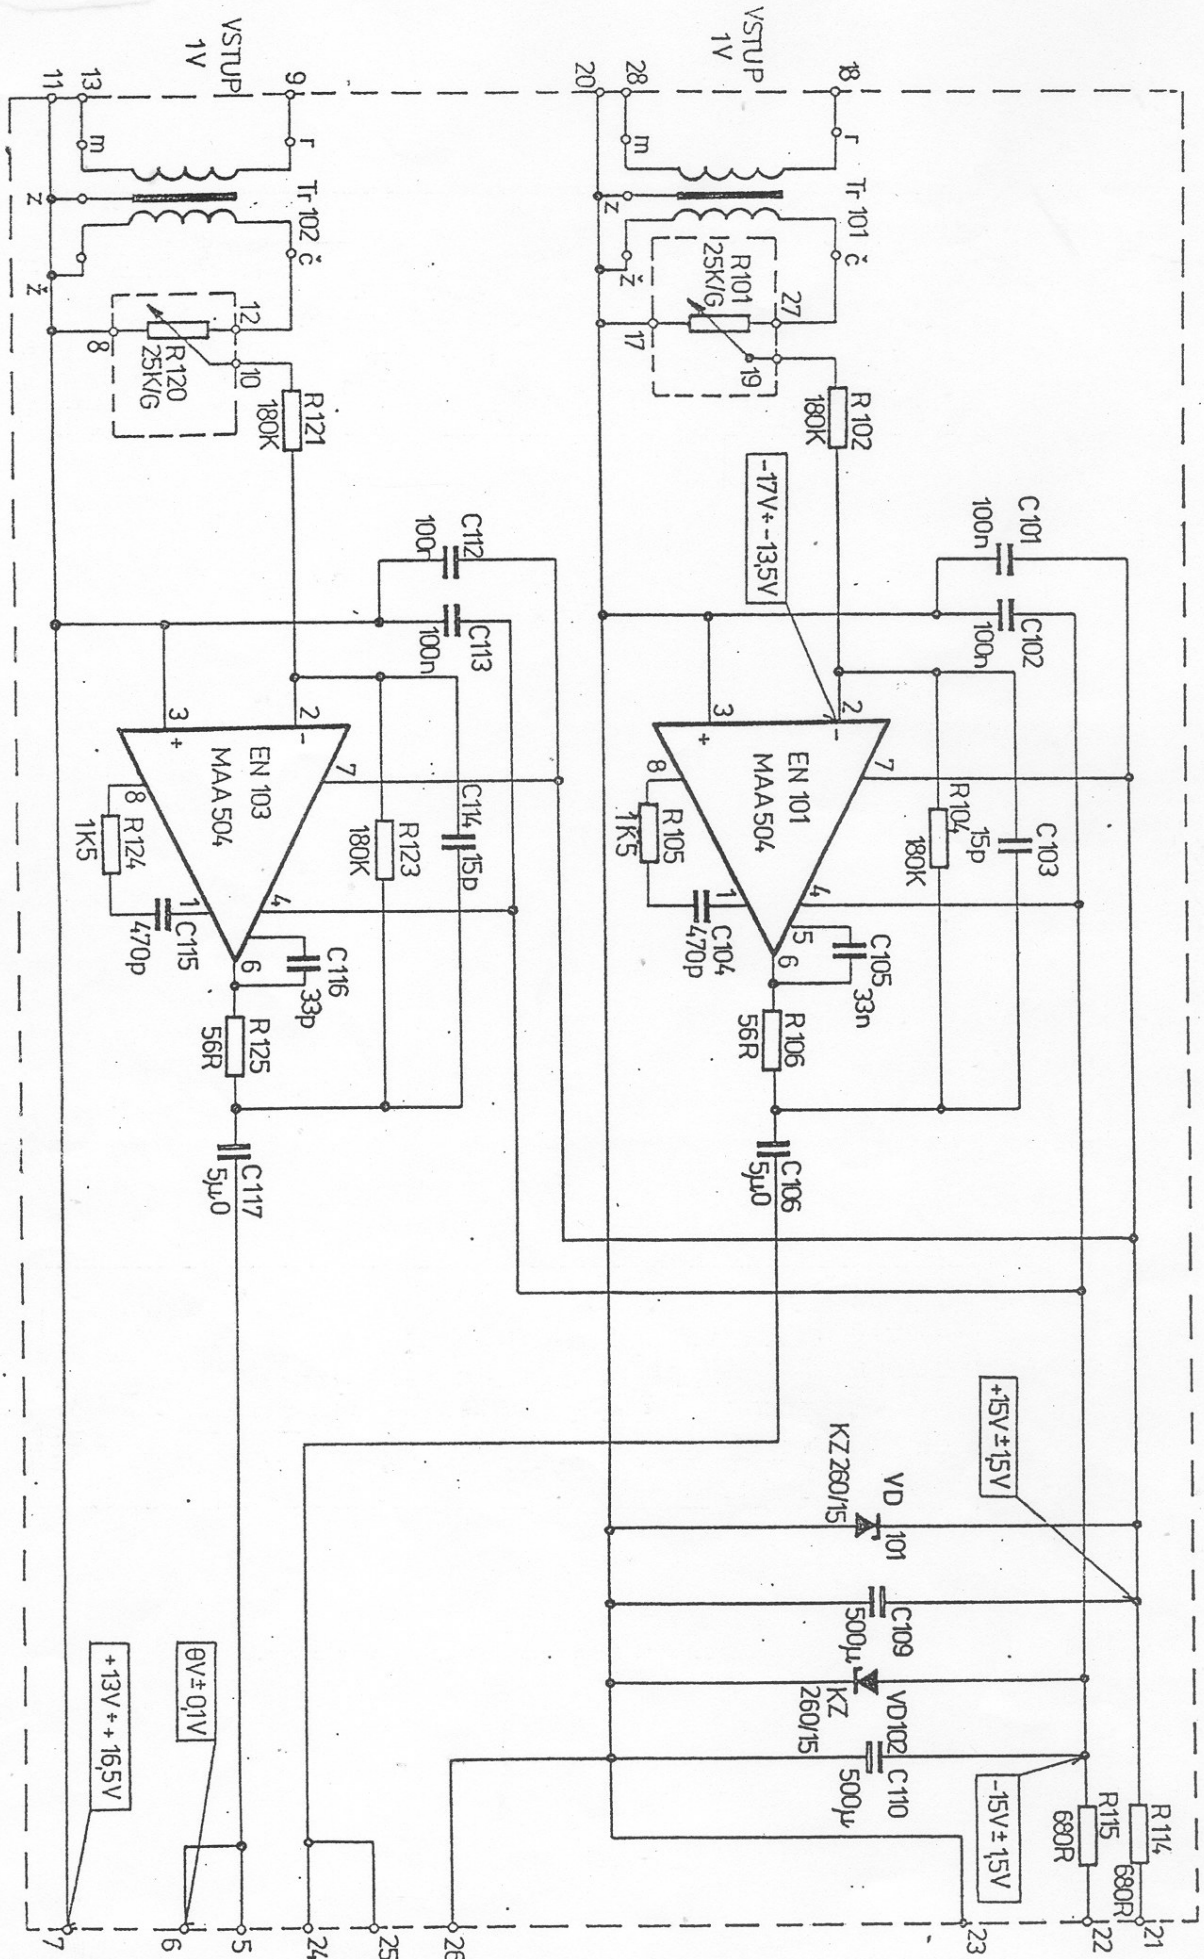 VSTUP
1V
18
28
20
r
m
Tr 101
č
z
ž
R101
25K/G
27
17
19
R102
180K
-17V÷-13,5V
C101
100n
C102
100n
2
3
-
+
7
8
EN 101
MAA 504
R105
1K5
R104
180K
15p
C103
1
4
5
6
C104
470p
C105
33n
R106
56R
C106
5µ0
+15V±1,5V
VD
101
KZ260/15
C109
500µ
VD102
KZ
260/15
C110
500µ
-15V±1,5V
R114
680R
R115
680R
21
22
23
VSTUP
1V
9
13
11
r
m
Tr 102
č
z
ž
R120
25K/G
12
8
10
R121
180K
C112
100n
C113
100n
2
3
-
+
7
8
EN 103
MAA 504
R124
1K5
R123
180K
C114
15p
1
4
6
C115
470p
C116
33p
R125
56R
C117
5µ0
0V±0,1V
+13V÷+16,5V
26
25
24
5
6
7